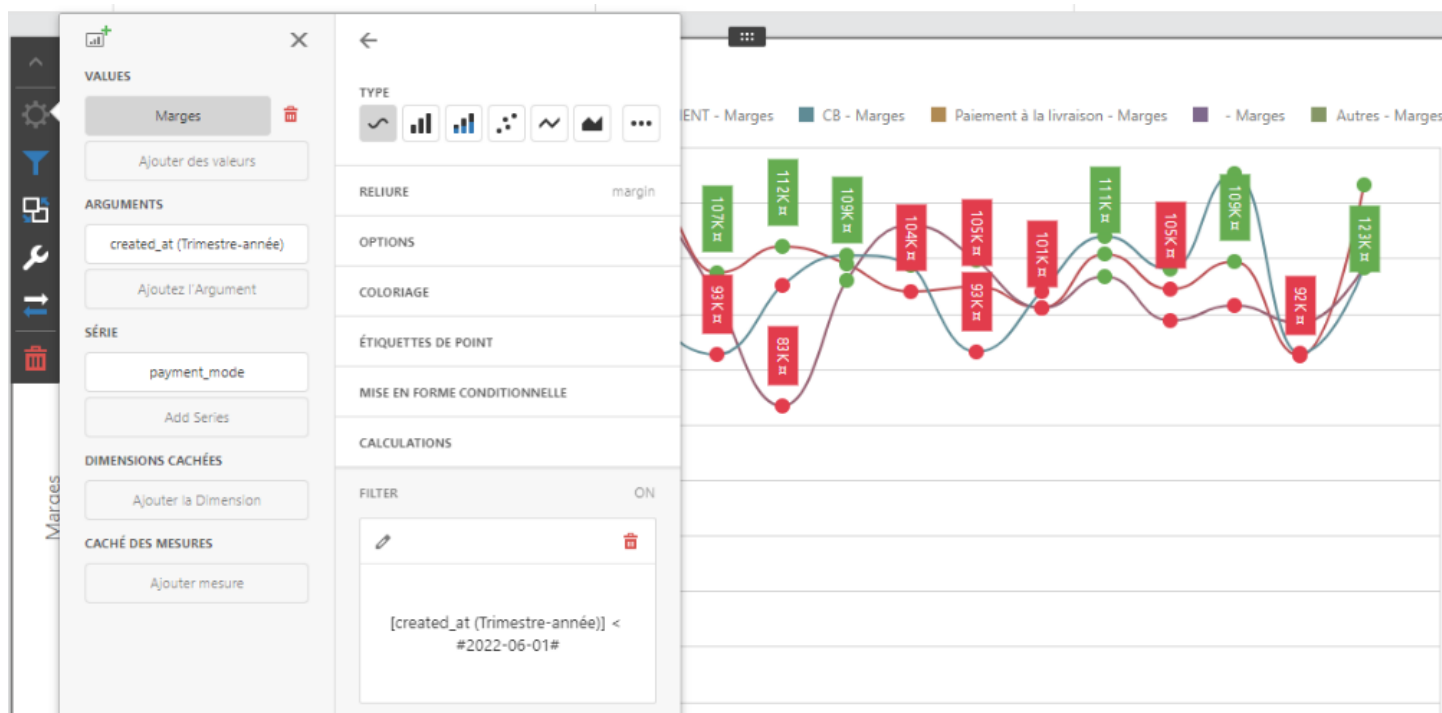 VALUES
Marges
Ajouter des valeurs
ARGUMENTS
created_at (Trimestre-année)
Ajoutez l'Argument
SÉRIE
payment_mode
Add Series
DIMENSIONS CACHÉES
Ajouter la Dimension
CACHÉ DES MESURES
Ajouter mesure
TYPE
RELIURE margin
OPTIONS
COLORIAGE
ÉTIQUETTES DE POINT
MISE EN FORME CONDITIONNELLE
CALCULATIONS
FILTER ON
[created_at (Trimestre-année)] <
#2022-06-01#
Marges
ENT - Marges CB - Marges Paiement à la livraison - Marges - Marges Autres - Marges
107K ¤
93K ¤
112K ¤
83K ¤
109K ¤
104K ¤
105K ¤
93K ¤
101K ¤
111K ¤
105K ¤
109K ¤
92K ¤
123K ¤